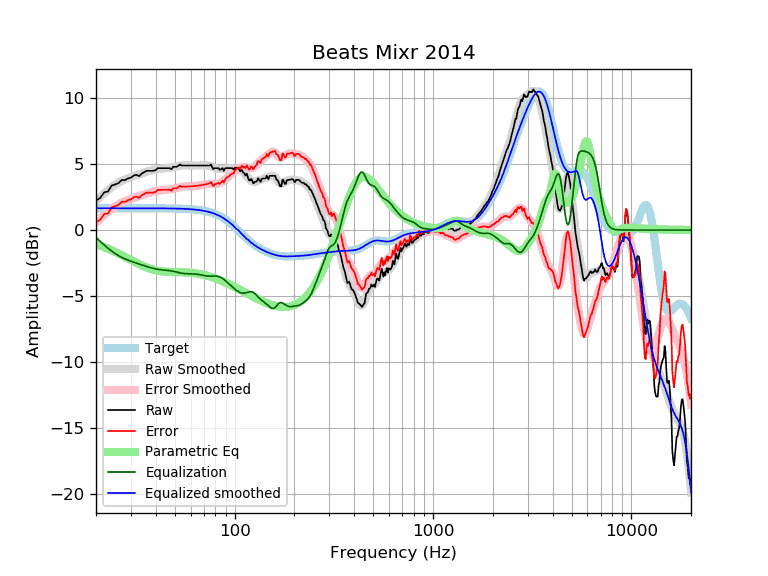 Beats Mixr 2014
Amplitude (dBr)
10
5
0
−5
−10
−15
−20
Target
Raw Smoothed
Error Smoothed
Raw
Error
Parametric Eq
Equalization
Equalized smoothed
100
1000
10000
Frequency (Hz)